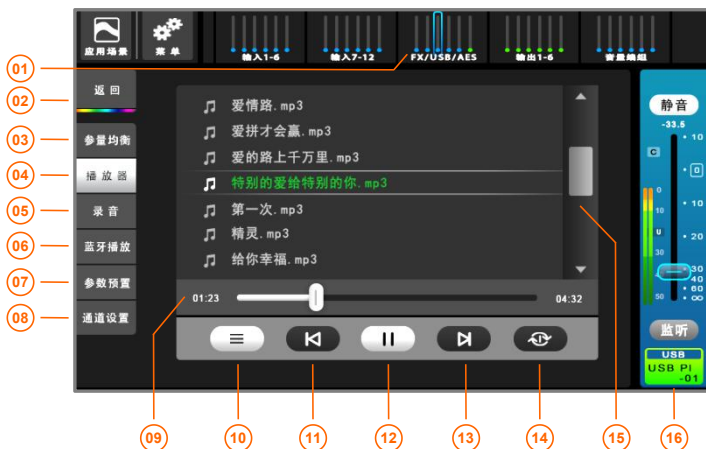 应用场景
菜 单
输入1-6
输入7-12
FX/USB/AES
输出1-6
音量编组
01
02
03
04
05
06
07
08
返 回
参量均衡
播 放 器
录 音
蓝牙播放
参数预置
通道设置
爱情路.mp3
爱拼才会赢.mp3
爱的路上千万里.mp3
特别的爱给特别的你.mp3
第一次.mp3
精灵.mp3
给你幸福.mp3
01:23
04:32
静音
-33.5
10
C
0
0
10
10
U
20
30
30
40
60
50
∞
监听
USB
USB PI
-01
09
10
11
12
13
14
15
16